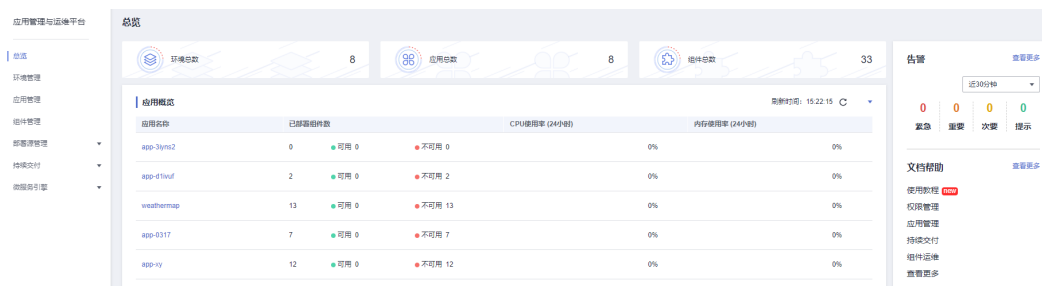 应用管理与运维平台
总览
环境管理
应用管理
组件管理
部署源管理
持续交付
微服务引擎
总览
环境总数 8
应用总数 8
组件总数 33
应用概览 刷新时间: 15:22:15
应用名称 已部署组件数 CPU使用率 (24小时) 内存使用率 (24小时)
app-3iyns2 0 可用 0 不可用 0 0% 0%
app-d1ivuf 2 可用 0 不可用 2 0% 0%
weathermap 13 可用 0 不可用 13 0% 0%
app-0317 7 可用 0 不可用 7 0% 0%
app-xy 12 可用 0 不可用 12 0% 0%
告警 查看更多
近30分钟
0 0 0 0
紧急 重要 次要 提示
文档帮助 查看更多
使用教程 new
权限管理
应用管理
持续交付
组件运维
查看更多